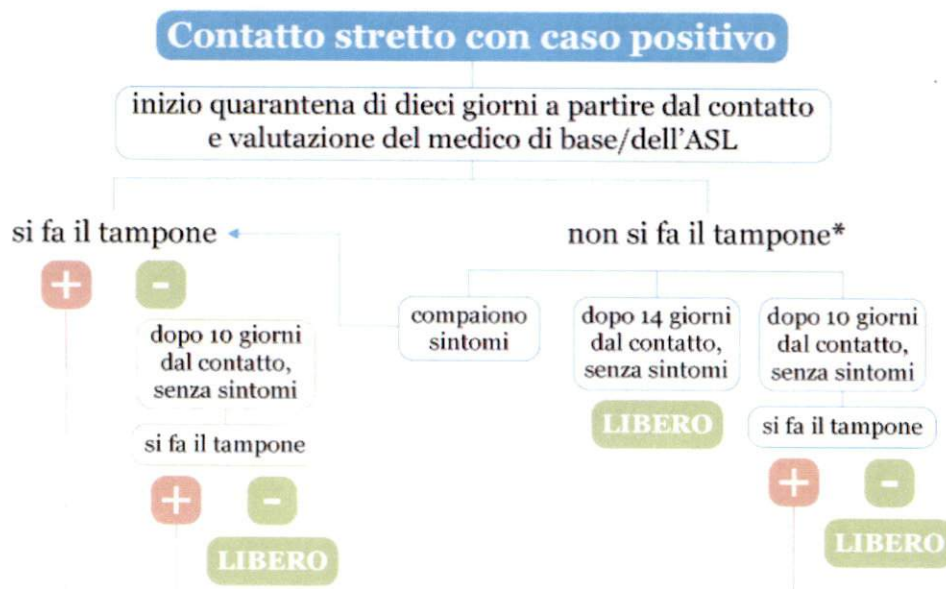 Contatto stretto con caso positivo
inizio quarantena di dieci giorni a partire dal contatto
e valutazione del medico di base/dell'ASL
si fa il tampone
non si fa il tampone*
+
-
dopo 10 giorni
dal contatto,
senza sintomi
si fa il tampone
+
-
LIBERO
compaiono
sintomi
dopo 14 giorni
dal contatto,
senza sintomi
LIBERO
dopo 10 giorni
dal contatto,
senza sintomi
si fa il tampone
+
-
LIBERO